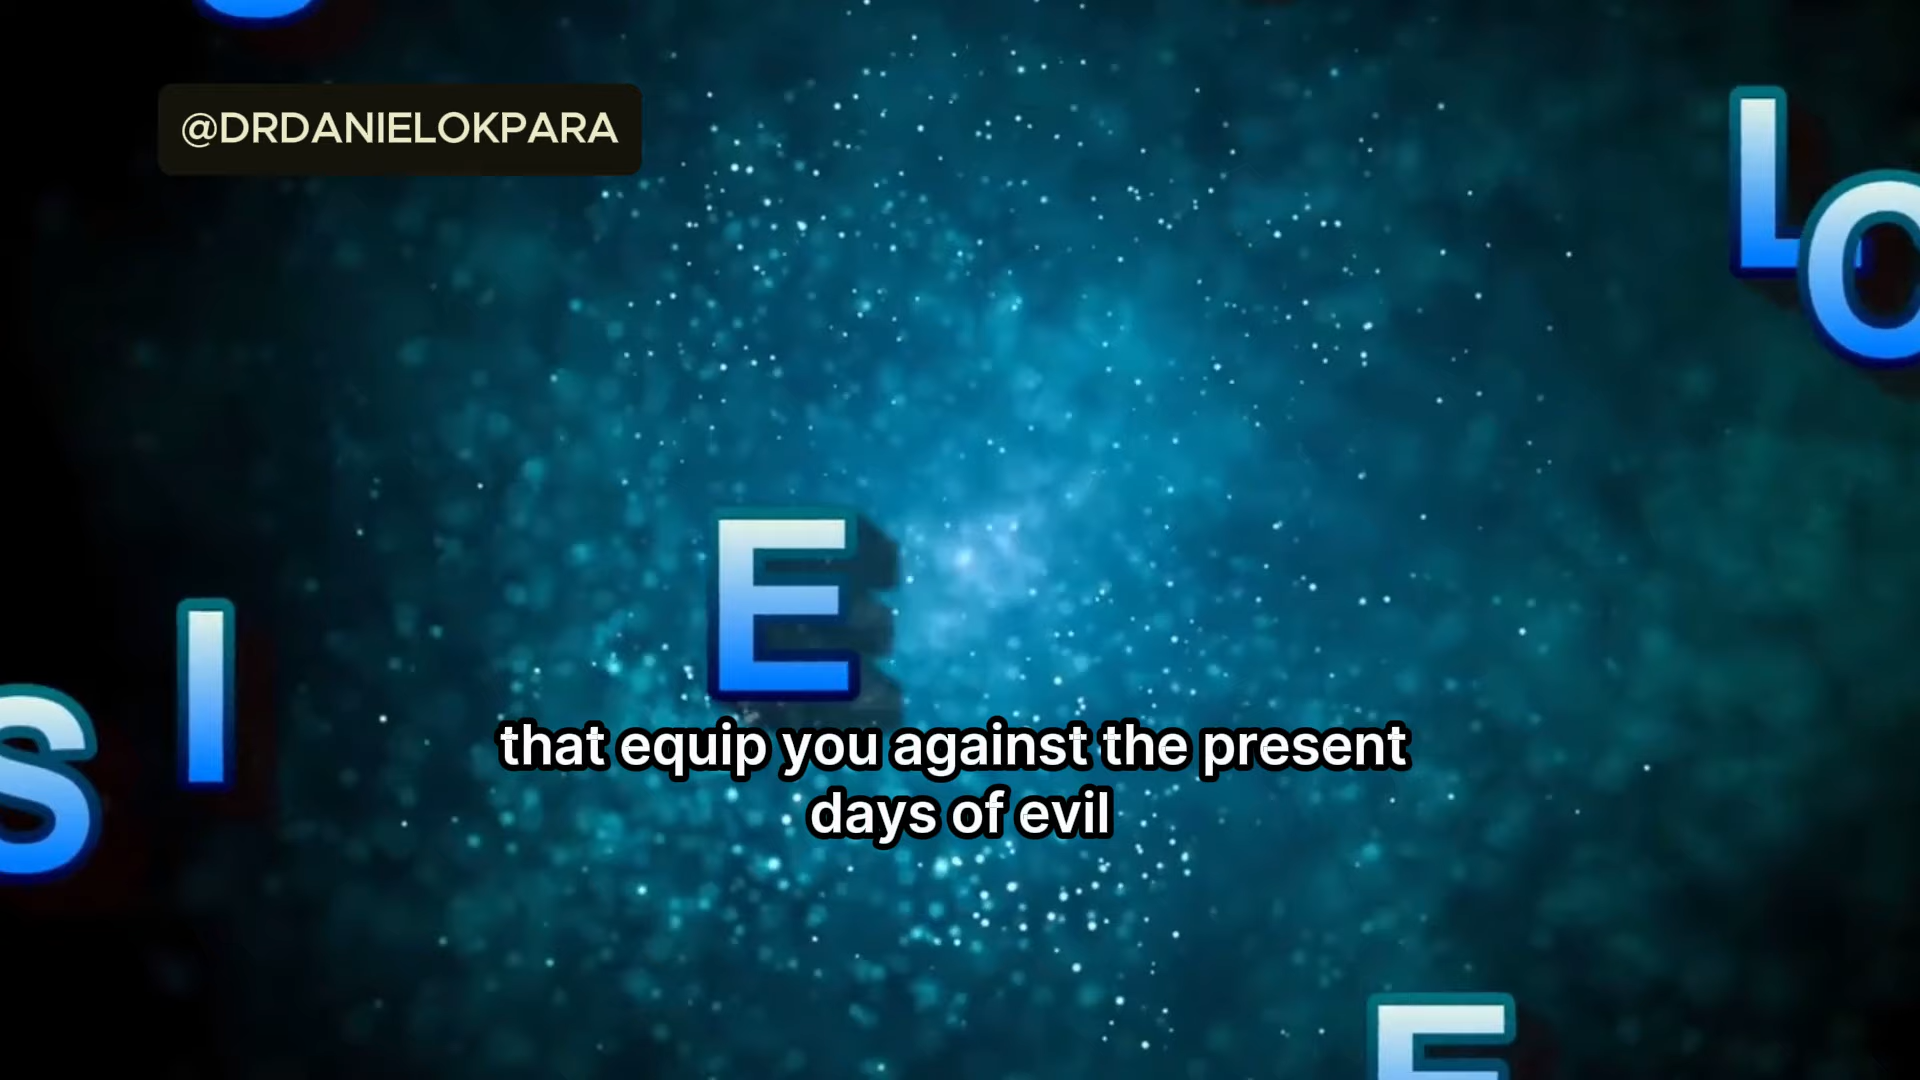 @DRDANIELOKPARA
L
O
E
I
S
that equip you against the present
days of evil